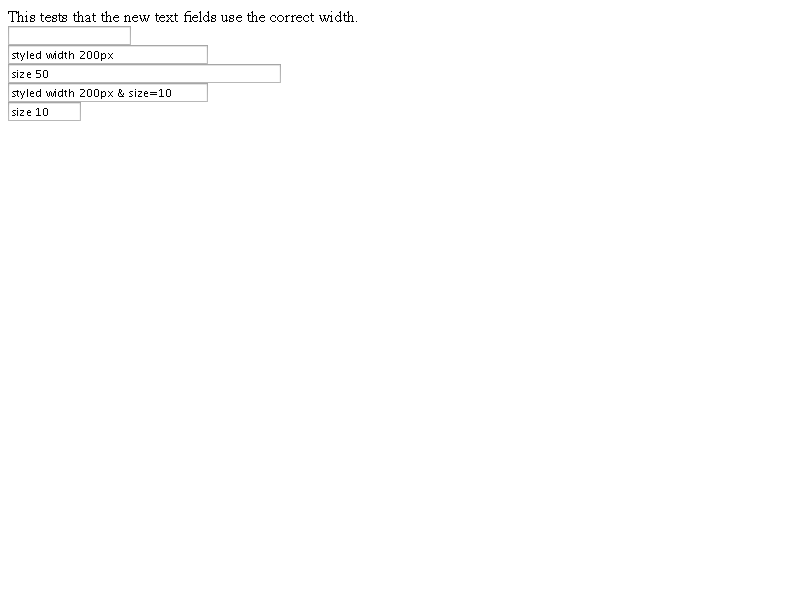 This tests that the new text fields use the correct width.
styled width 200px
size 50
styled width 200px & size=10
size 10